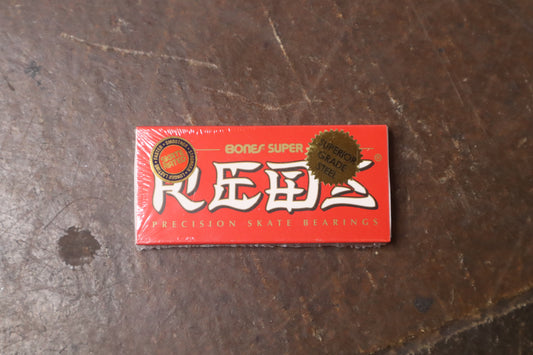 BONES SUPER
REDS®
PRECISION SKATE BEARINGS
SUPERIOR
GRADE
STEEL